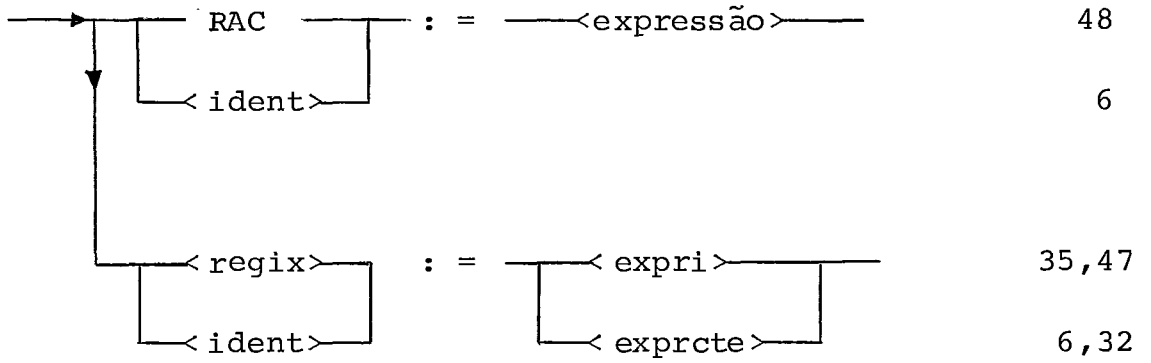 RAC : = <expressão> 48
<ident> 6
<regix> : = <expri> 35,47
<ident> <exprcte> 6,32